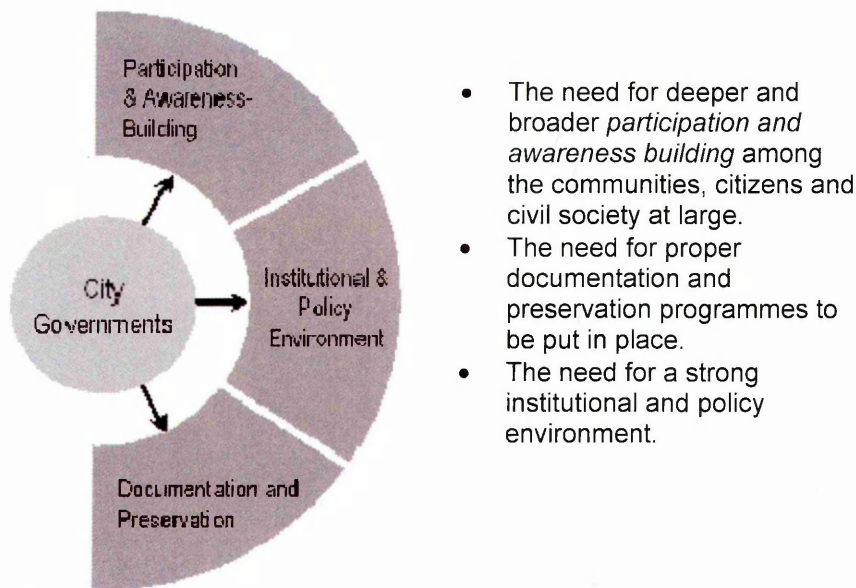 Participation
& Awareness-
Building
City
Governments
Institutional &
Policy
Environment
Documentation and
Preservation
• The need for deeper and
broader participation and
awareness building among
the communities, citizens and
civil society at large.
• The need for proper
documentation and
preservation programmes to
be put in place.
• The need for a strong
institutional and policy
environment.